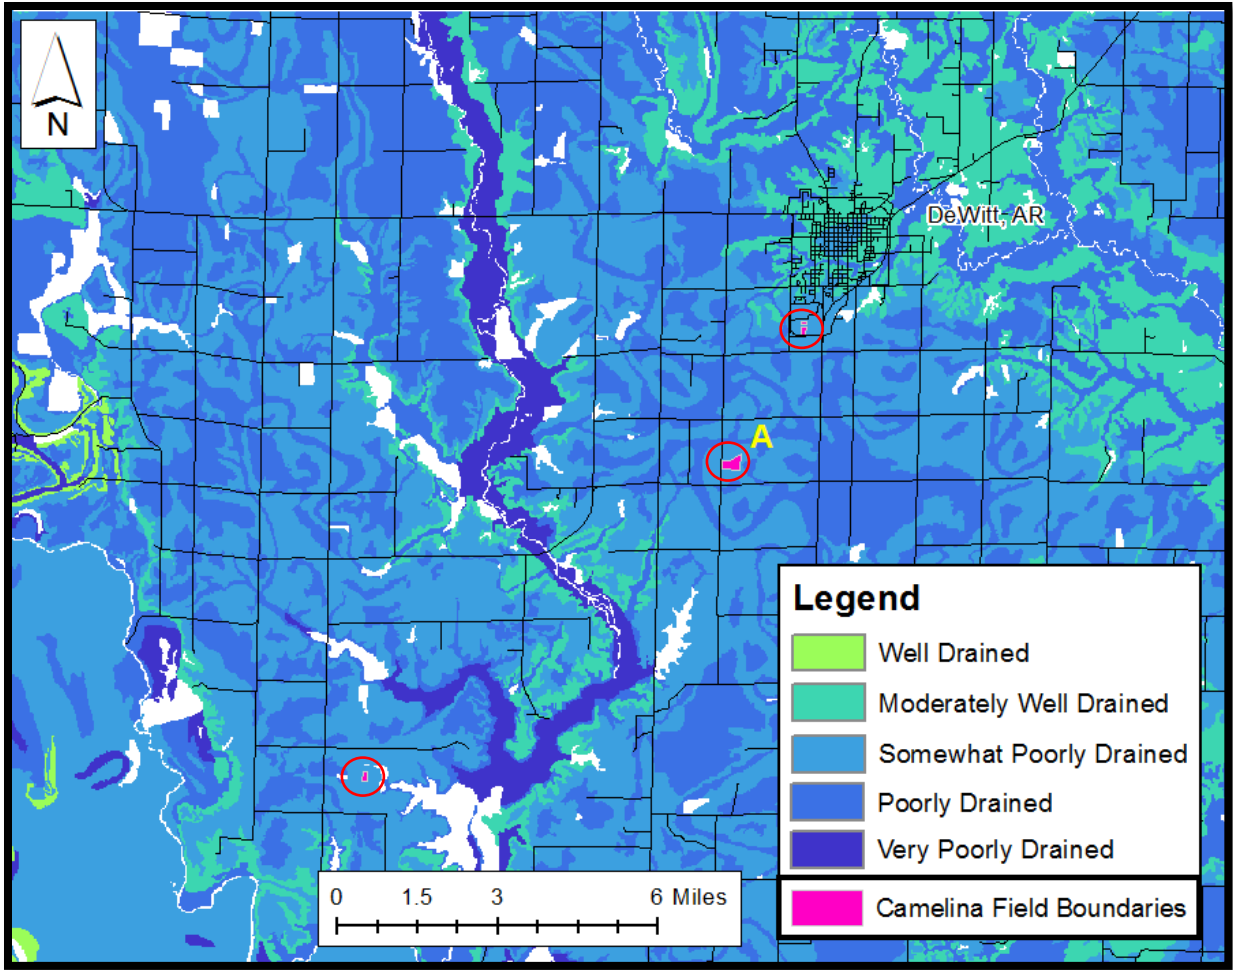 N
DeWitt, AR
A
Legend
Well Drained
Moderately Well Drained
Somewhat Poorly Drained
Poorly Drained
Very Poorly Drained
Camelina Field Boundaries
0 1.5 3 6 Miles